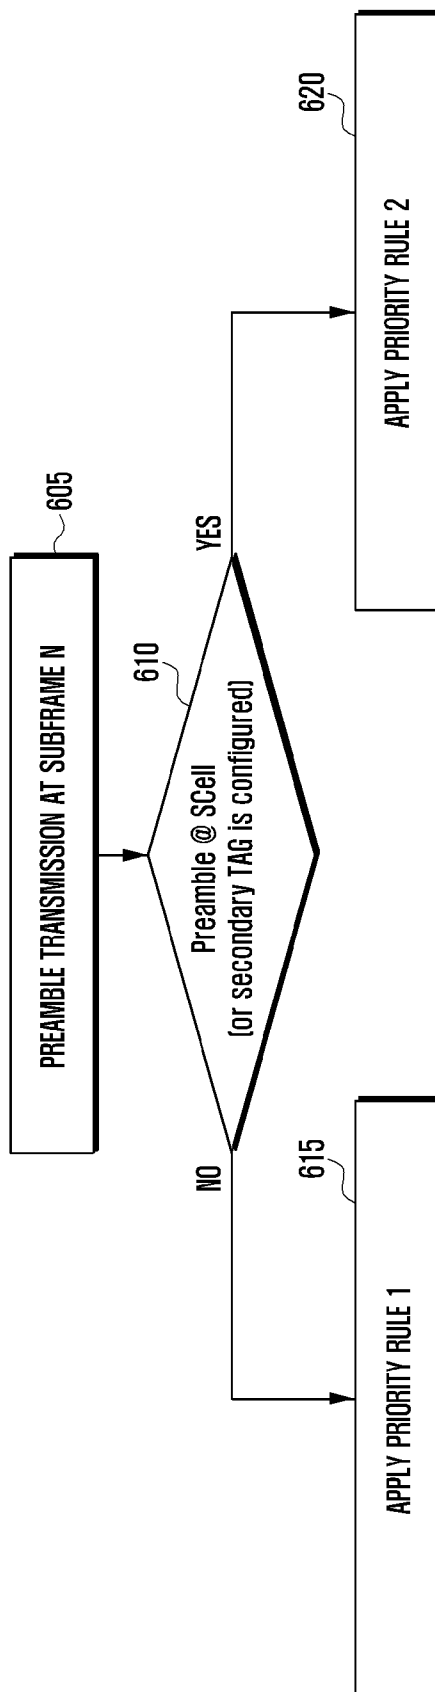 PREAMBLE TRANSMISSION AT SUBFRAME N
605
610
Preamble @ SCell
(or secondary TAG is configured)
NO
YES
615
APPLY PRIORITY RULE 1
620
APPLY PRIORITY RULE 2